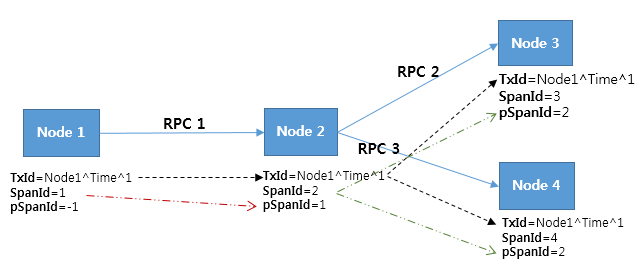 Node 1
RPC 1
Node 2
RPC 2
RPC 3
Node 3
Node 4
TxId=Node1^Time^1
SpanId=1
pSpanId=-1
TxId=Node1^Time^1
SpanId=2
pSpanId=1
TxId=Node1^Time^1
SpanId=3
pSpanId=2
TxId=Node1^Time^1
SpanId=4
pSpanId=2